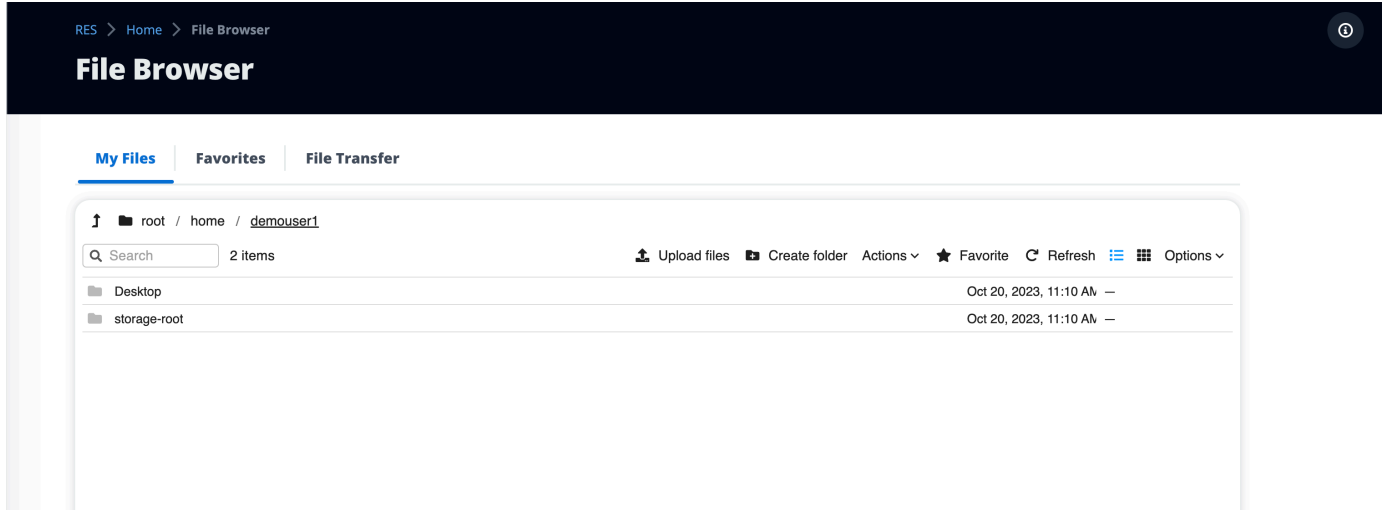 RES > Home > File Browser
File Browser
My Files Favorites File Transfer
root / home / demouser1
Search 2 items Upload files Create folder Actions Favorite Refresh Options
Desktop Oct 20, 2023, 11:10 AM —
storage-root Oct 20, 2023, 11:10 AM —